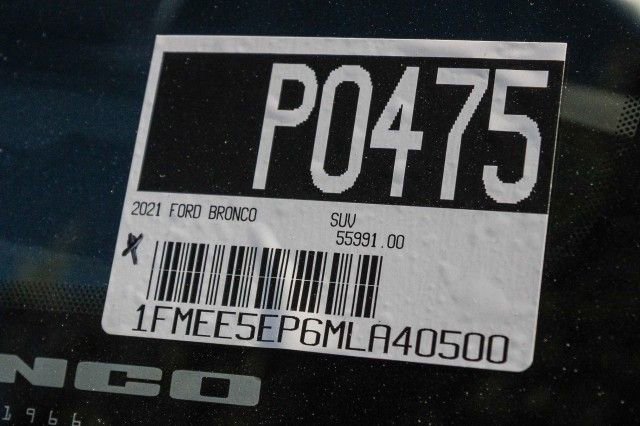 P0475
2021 FORD BRONCO SUV
55991.00
X
1FMEE5EP6MLA40500
NCO
1966